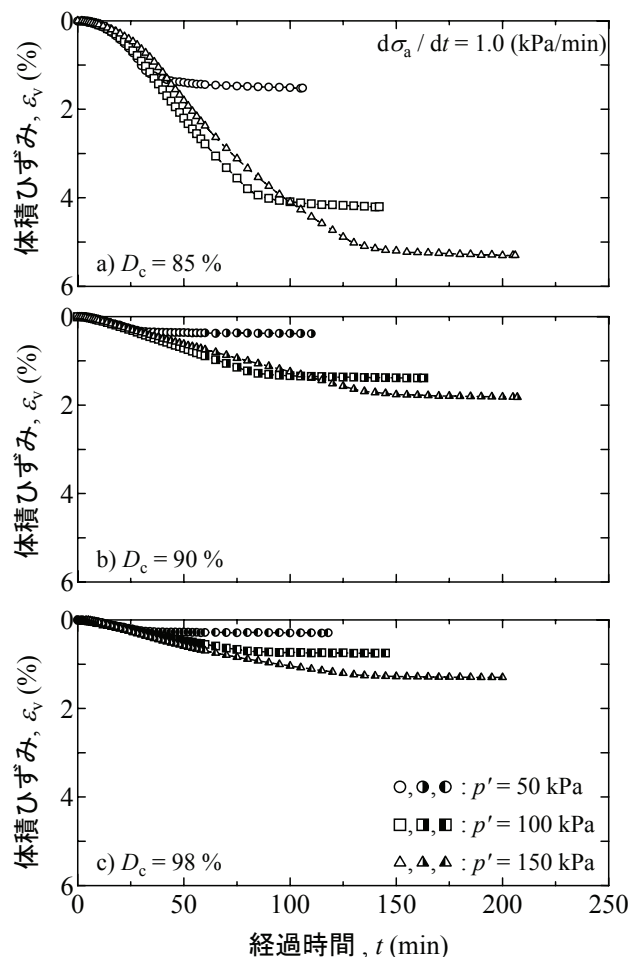 0
dσa / dt = 1.0 (kPa/min)
2
4
6
体積ひずみ, εv (%)
a) Dc = 85 %
0
2
4
6
体積ひずみ, εv (%)
b) Dc = 90 %
0
2
4
6
体積ひずみ, εv (%)
: p' = 50 kPa
: p' = 100 kPa
: p' = 150 kPa
c) Dc = 98 %
0 50 100 150 200 250
経過時間 , t (min)